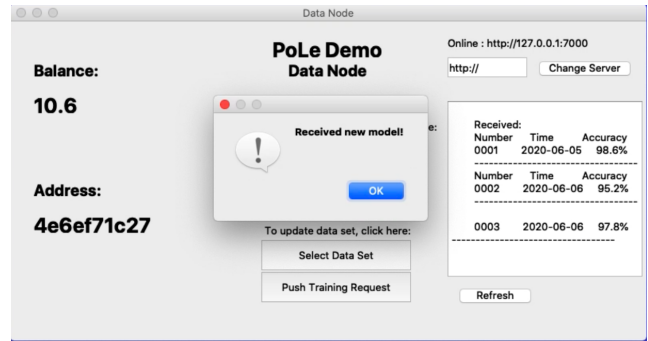 Data Node
PoLe Demo
Data Node
Balance:
10.6
Address:
4e6ef71c27
Online : http://127.0.0.1:7000
http://
Change Server
Received new model!
OK
e:
To update data set, click here:
Select Data Set
Push Training Request
Received:
Number Time Accuracy
0001 2020-06-05 98.6%
--------------------------------------
Number Time Accuracy
0002 2020-06-06 95.2%
--------------------------------------
0003 2020-06-06 97.8%
--------------------------------------
Refresh